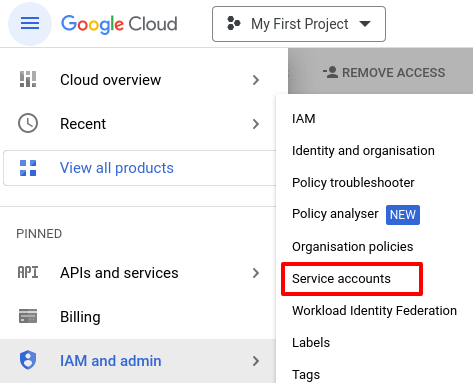 Google Cloud
My First Project
Cloud overview
Recent
View all products
PINNED
API APIs and services
Billing
IAM and admin
REMOVE ACCESS
IAM
Identity and organisation
Policy troubleshooter
Policy analyser NEW
Organisation policies
Service accounts
Workload Identity Federation
Labels
Tags